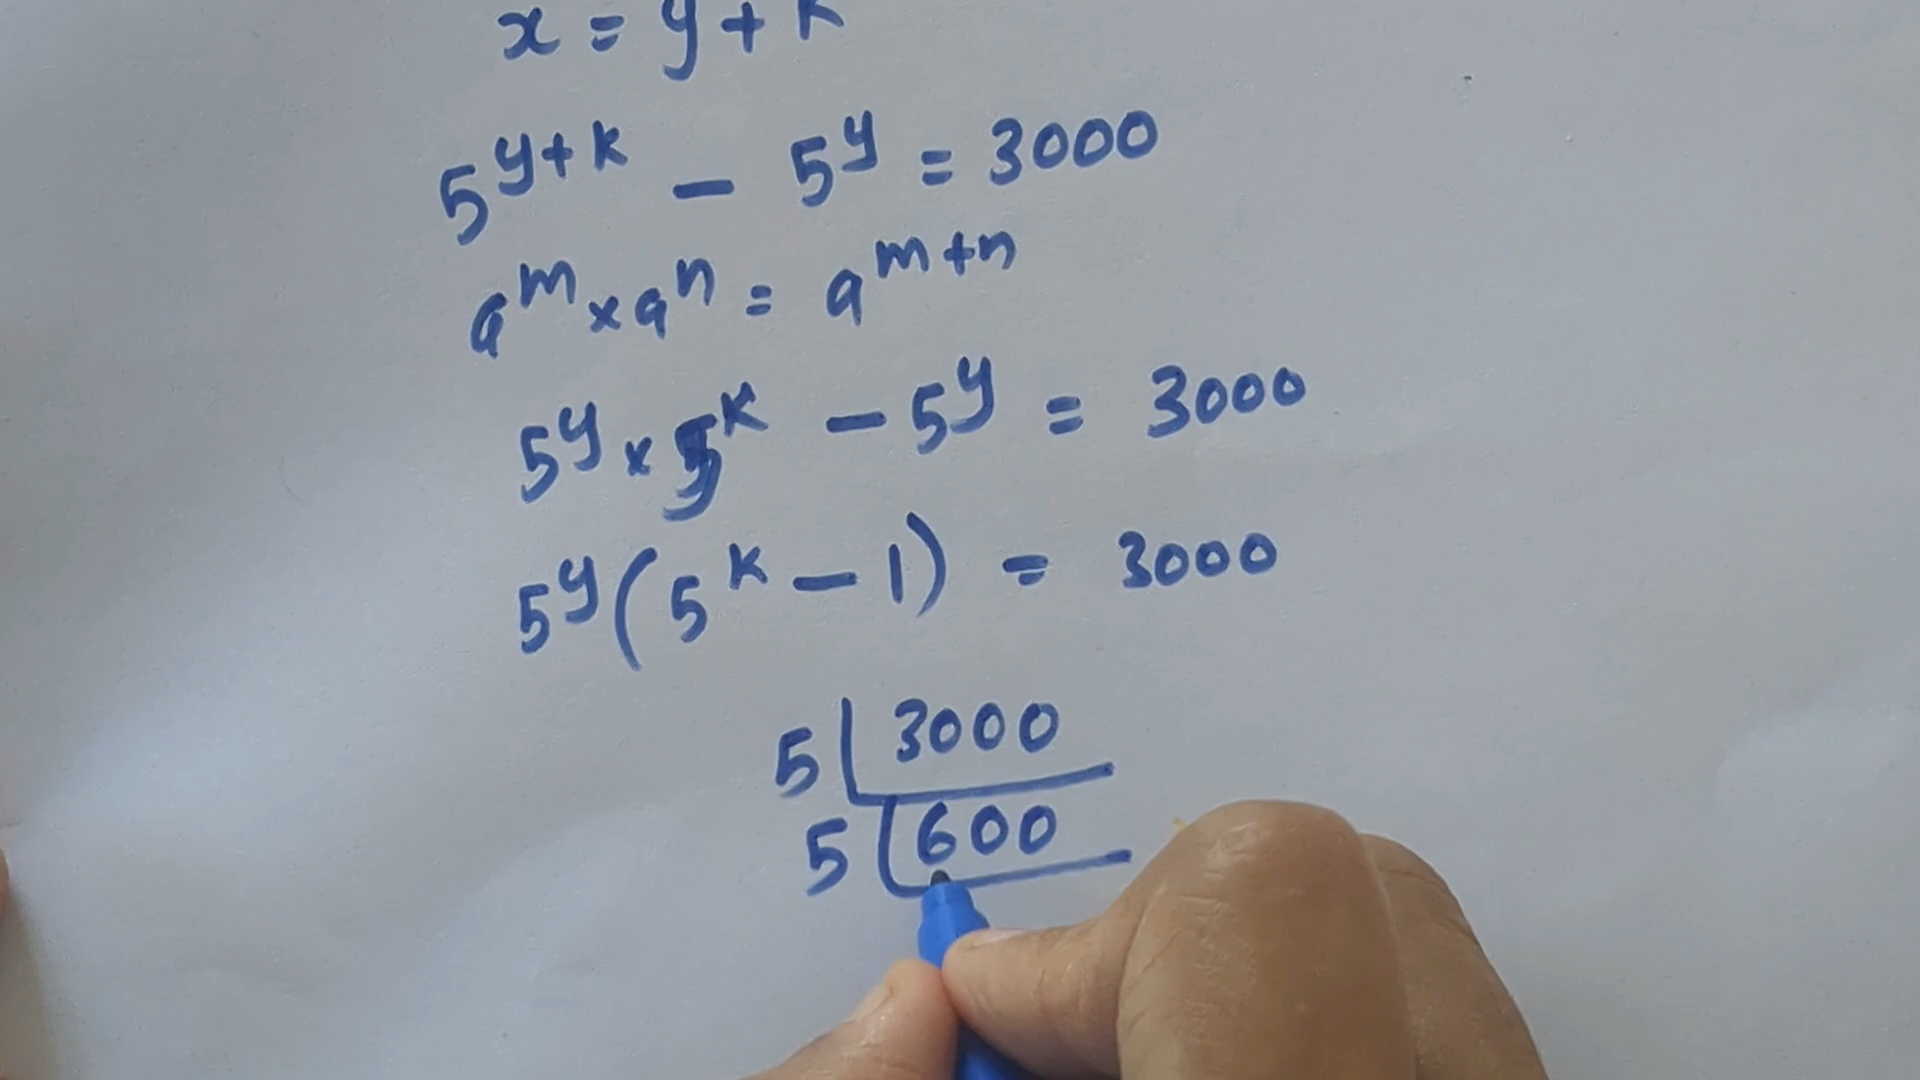 x = y + k
5^{y+k} - 5^y = 3000
a^m × a^n = a^{m+n}
5^y × 5^k - 5^y = 3000
5^y (5^k - 1) = 3000
5 | 3000
5 | 600